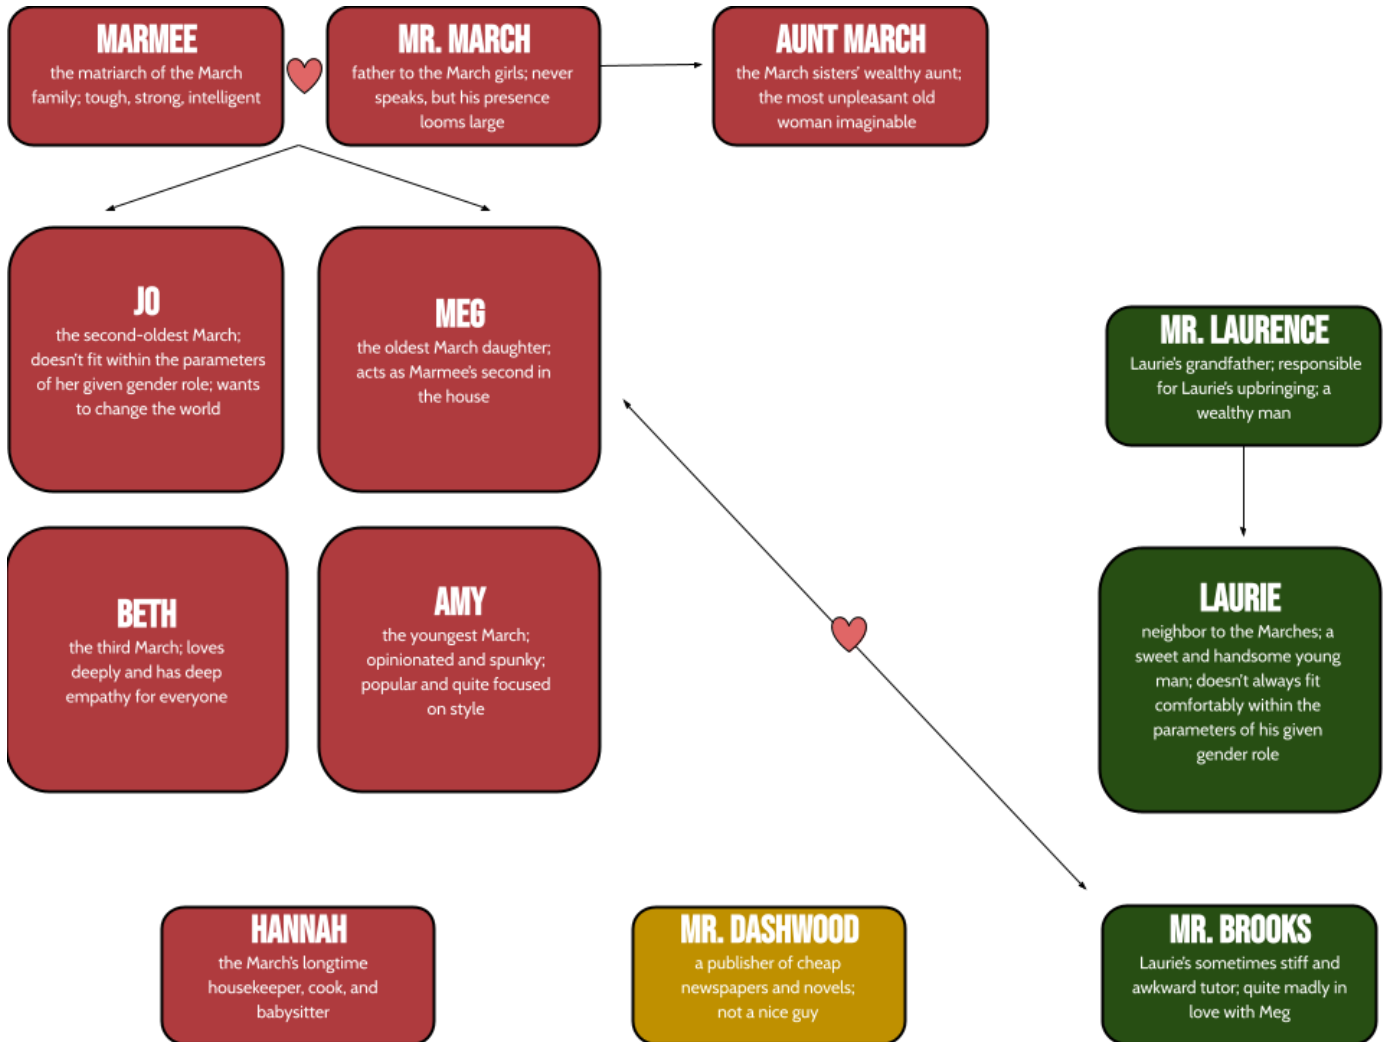 MARMEE
the matriarch of the March
family; tough, strong, intelligent
MR. MARCH
father to the March girls; never
speaks, but his presence
looms large
AUNT MARCH
the March sisters' wealthy aunt;
the most unpleasant old
woman imaginable
JO
the second-oldest March;
doesn't fit within the parameters
of her given gender role; wants
to change the world
MEG
the oldest March daughter;
acts as Marmee's second in
the house
MR. LAURENCE
Laurie's grandfather; responsible
for Laurie's upbringing; a
wealthy man
BETH
the third March; loves
deeply and has deep
empathy for everyone
AMY
the youngest March;
opinionated and spunky;
popular and quite focused
on style
LAURIE
neighbor to the Marches; a
sweet and handsome young
man; doesn't always fit
comfortably within the
parameters of his given
gender role
HANNAH
the March's longtime
housekeeper, cook, and
babysitter
MR. DASHWOOD
a publisher of cheap
newspapers and novels;
not a nice guy
MR. BROOKS
Laurie's sometimes stiff and
awkward tutor; quite madly in
love with Meg